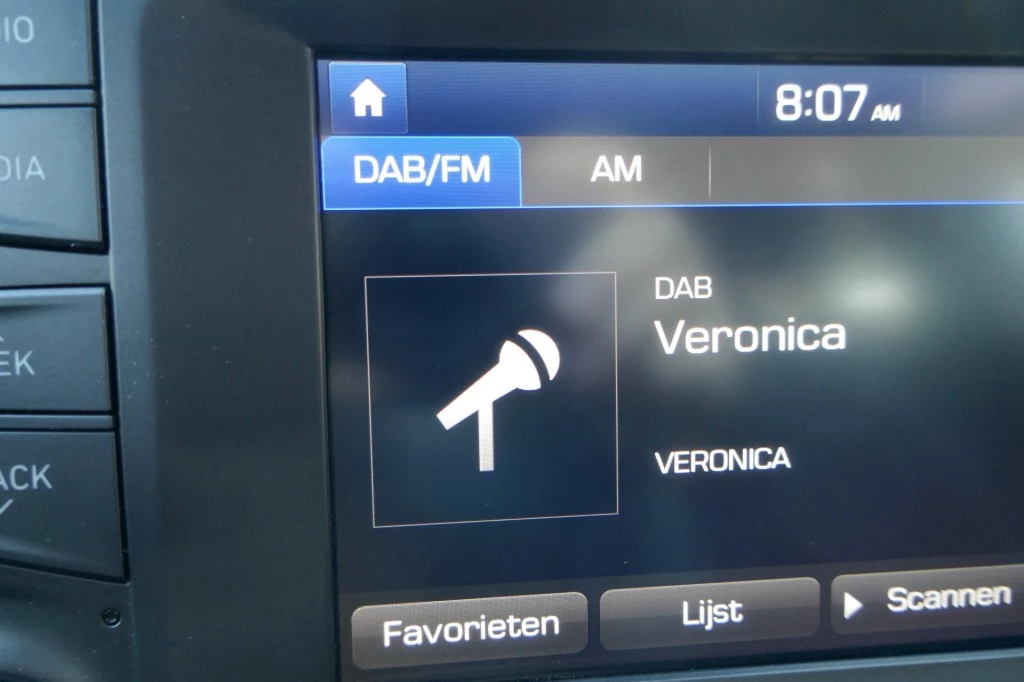 8:07 AM
DAB/FM
AM
DAB
Veronica
VERONICA
Favorieten
Lijst
Scannen